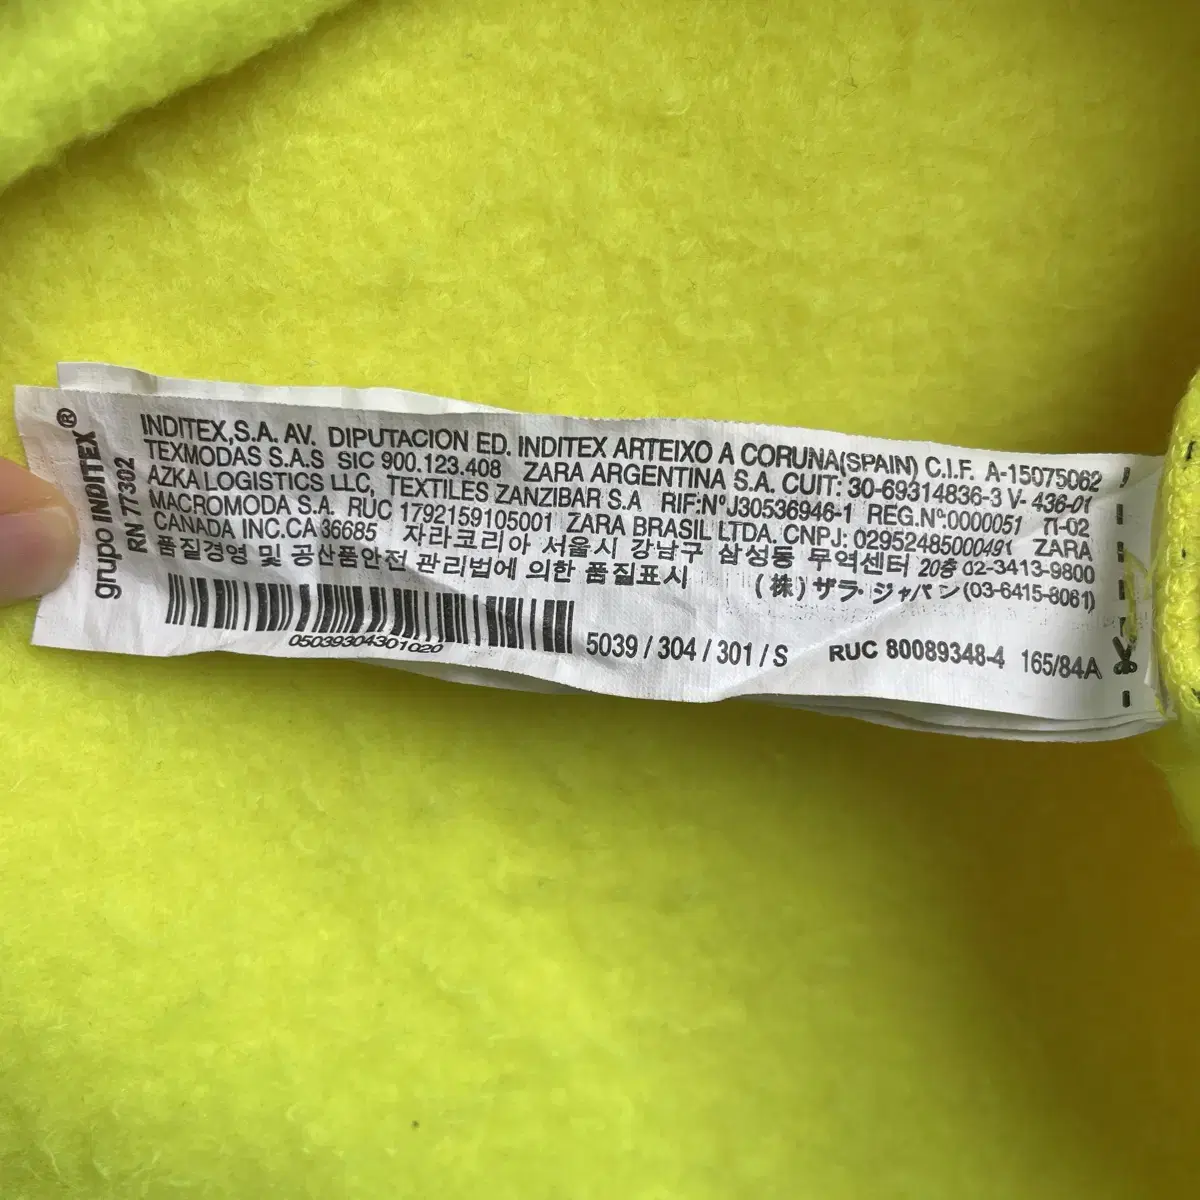 grupo INDITEX®
RN 77302
INDITEX,S.A. AV. DIPUTACION ED. INDITEX ARTEIXO A CORUNA(SPAIN) C.I.F. A-15075062
TEXMODAS S.A.S SIC 900.123.408 ZARA ARGENTINA S.A. CUIT: 30-69314836-3 V- 436-01
AZKA LOGISTICS LLC, TEXTILES ZANZIBAR S.A RIF:NºJ30536946-1 REG.Nº:0000051 П-02
MACROMODA S.A. RUC 1792159105001 ZARA BRASIL LTDA. CNPJ: 02952485000491 ZARA
CANADA INC.CA 36685 자라코리아 서울시 강남구 삼성동 무역센터 20층 02-3413-9800
품질경영 및 공산품안전 관리법에 의한 품질표시 (株) ザラ・ジャパン (03-6415-8061)
05039304301020 5039 / 304 / 301 / S RUC 80089348-4 165/84A